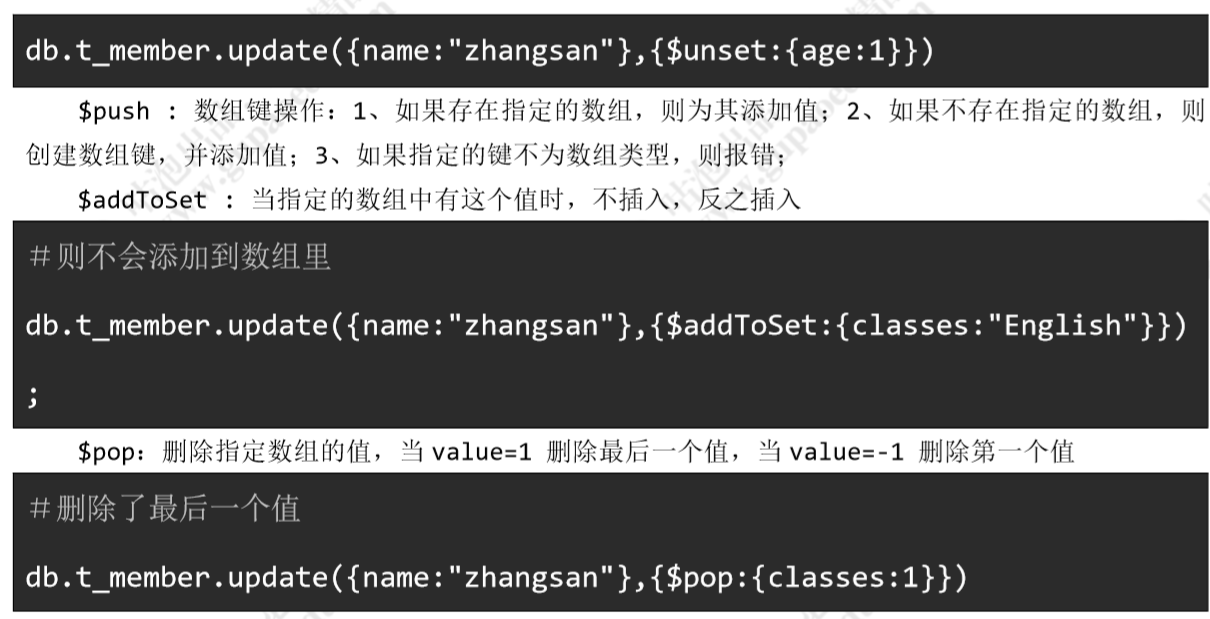 db.t_member.update({name:"zhangsan"},{$unset:{age:1}})
$push : 数组键操作：1、如果存在指定的数组，则为其添加值；2、如果不存在指定的数组，则
创建数组键，并添加值；3、如果指定的键不为数组类型，则报错；
$addToSet : 当指定的数组中有这个值时，不插入，反之插入
＃则不会添加到数组里
db.t_member.update({name:"zhangsan"},{$addToSet:{classes:"English"}})
;
$pop：删除指定数组的值，当 value=1 删除最后一个值，当 value=-1 删除第一个值
＃删除了最后一个值
db.t_member.update({name:"zhangsan"},{$pop:{classes:1}})